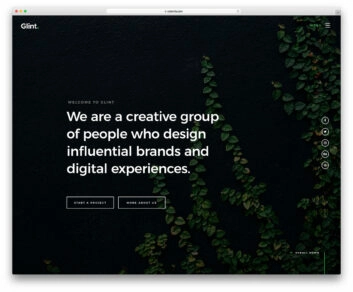 Glint.
WELCOME TO GLINT
We are a creative group
of people who design
influential brands and
digital experiences.
START A PROJECT
MORE ABOUT US
SCROLL DOWN